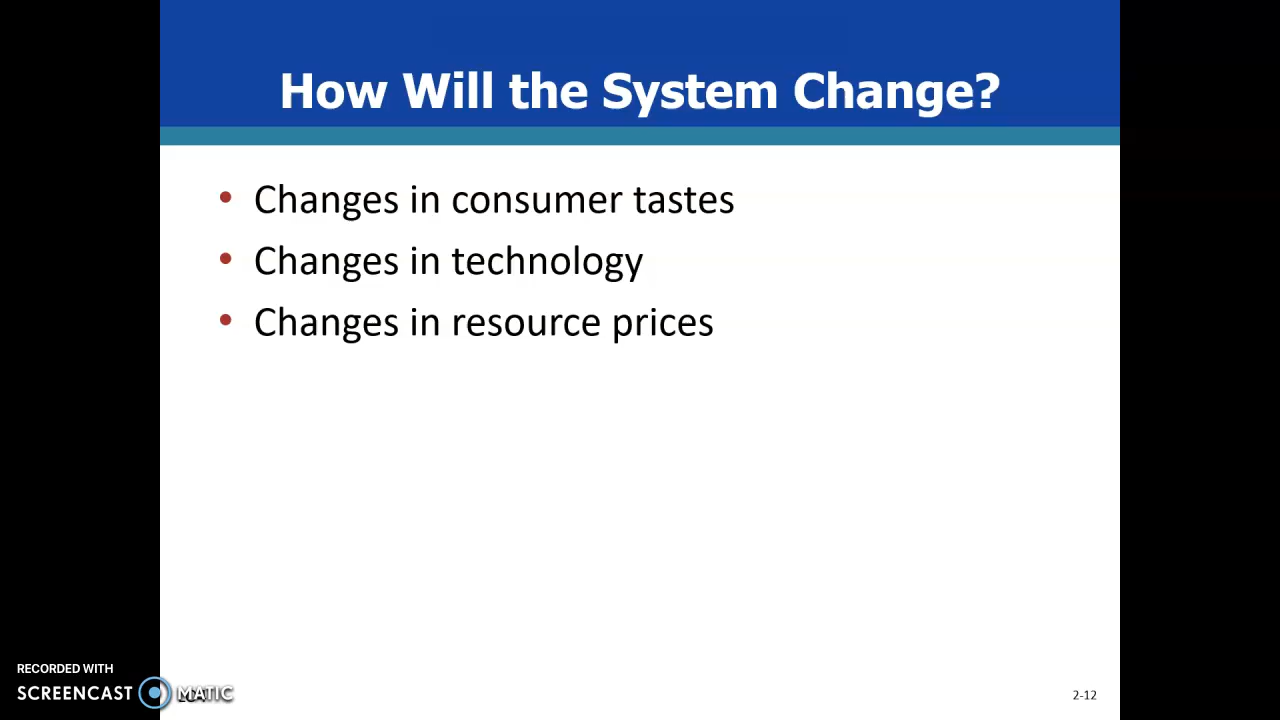 How Will the System Change?
• Changes in consumer tastes
• Changes in technology
• Changes in resource prices
RECORDED WITH
SCREENCAST MATIC
2-12